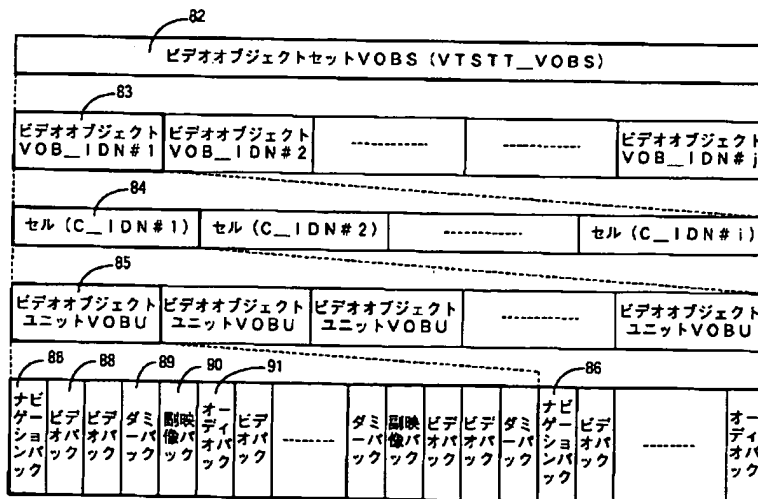 82
ビデオオブジェクトセットVOBS (VTSTT__VOBS)
83
ビデオオブジェクト
VOB__IDN#1
ビデオオブジェクト
VOB__IDN#2
ビデオオブジェクト
VOB__IDN#j
84
セル (C__IDN#1)
セル (C__IDN#2)
セル (C__IDN#i)
85
ビデオオブジェクト
ユニットVOBU
ビデオオブジェクト
ユニットVOBU
ビデオオブジェクト
ユニットVOBU
ビデオオブジェクト
ユニットVOBU
86
88
89
90
91
86
ナビゲーションパック
ビデオパック
ビデオパック
ダミーパック
副映像パック
オーディオパック
ビデオパック
ダミーパック
副映像パック
ビデオパック
ビデオパック
ダミーパック
ナビゲーションパック
ビデオパック
オーディオパック